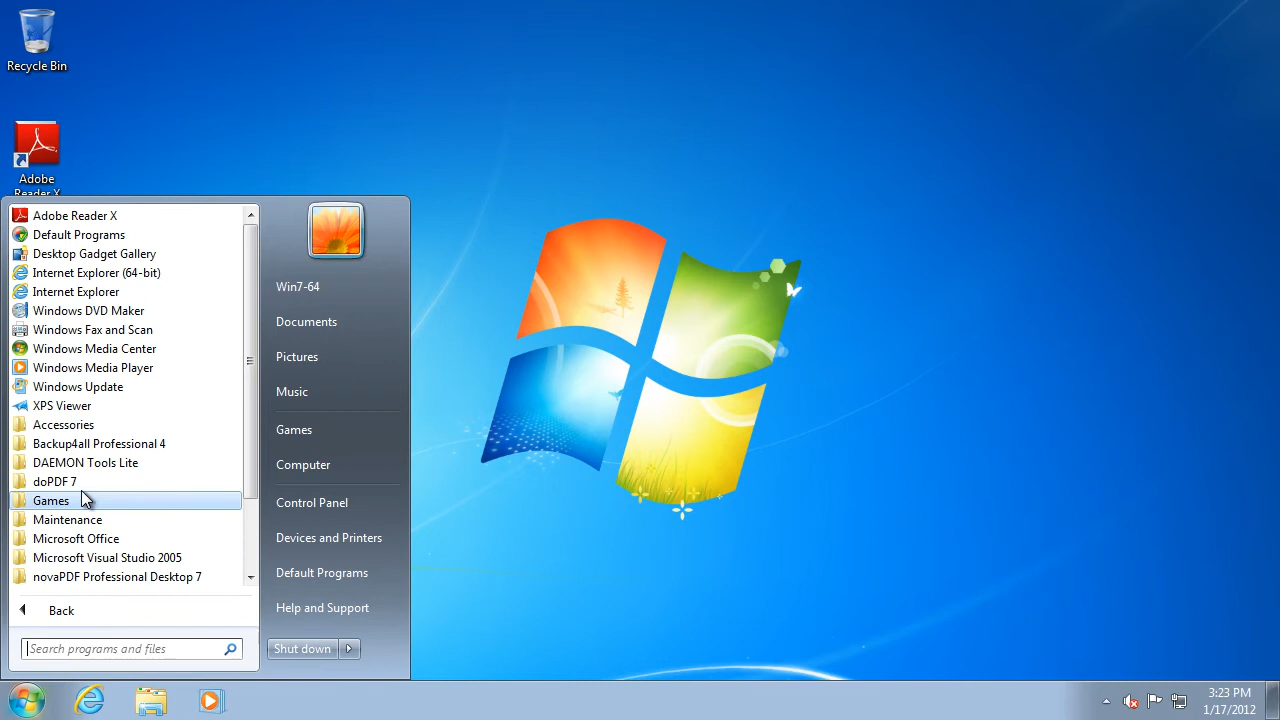 Recycle Bin
Adobe
Reader X
Adobe Reader X
Default Programs
Desktop Gadget Gallery
Internet Explorer (64-bit)
Internet Explorer
Windows DVD Maker
Windows Fax and Scan
Windows Media Center
Windows Media Player
Windows Update
XPS Viewer
Accessories
Backup4all Professional 4
DAEMON Tools Lite
doPDF 7
Games
Maintenance
Microsoft Office
Microsoft Visual Studio 2005
novaPDF Professional Desktop 7
Back
Search programs and files
Win7-64
Documents
Pictures
Music
Games
Computer
Control Panel
Devices and Printers
Default Programs
Help and Support
Shut down
3:23 PM
1/17/2012